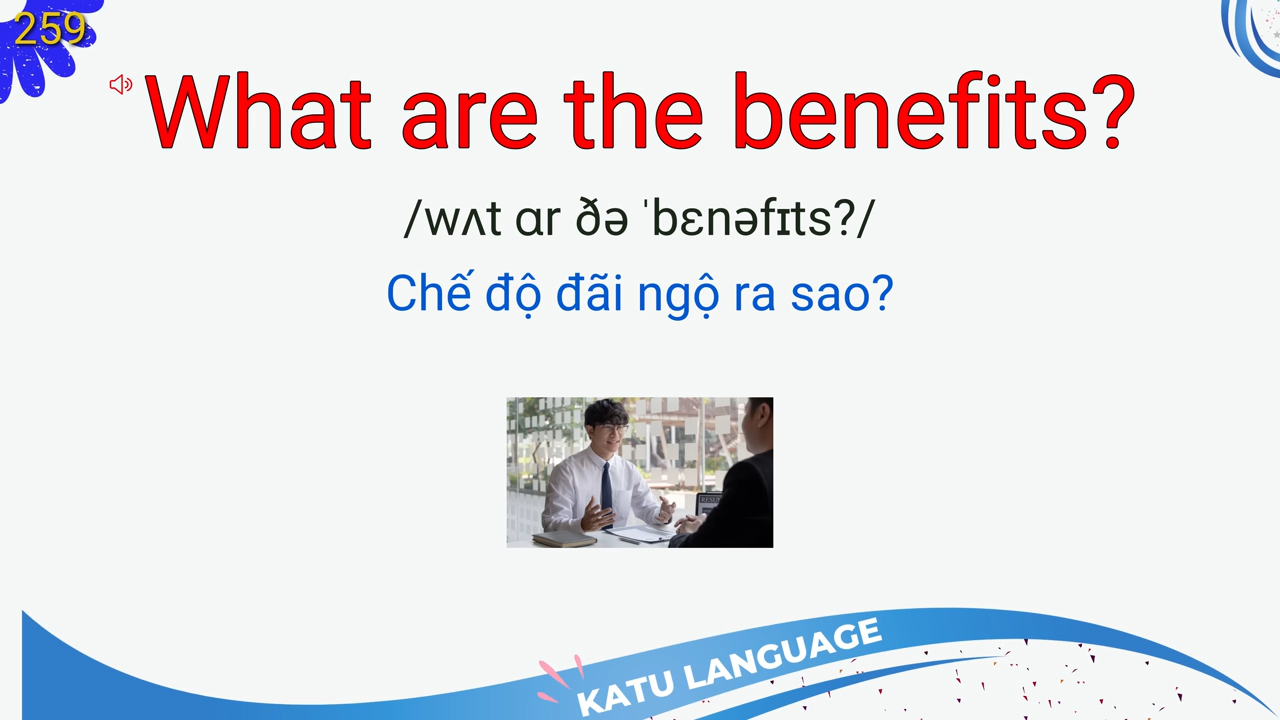 259
What are the benefits?
/wʌt ɑr ðə ˈbɛnəfɪts?/
Chế độ đãi ngộ ra sao?
KATU LANGUAGE